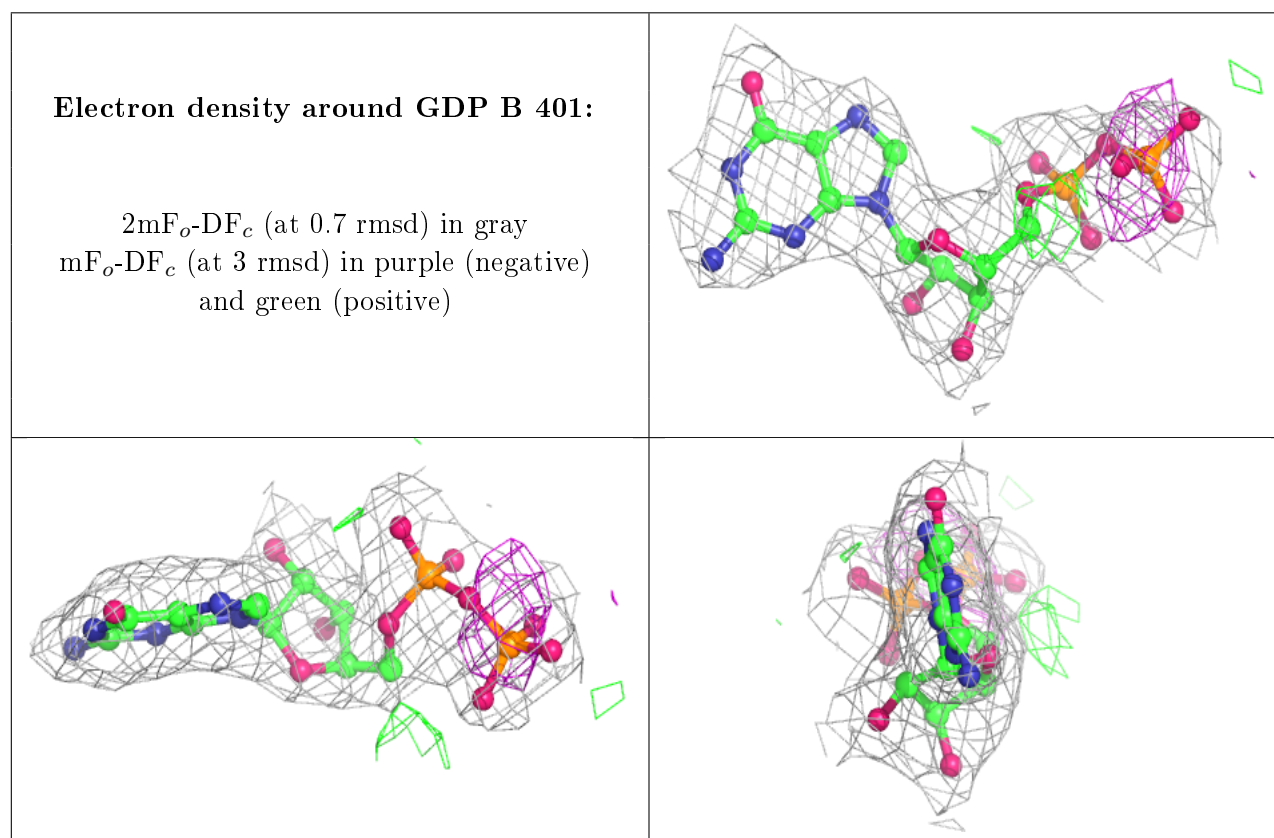 Electron density around GDP B 401:
2mFo-DFc (at 0.7 rmsd) in gray
mFo-DFc (at 3 rmsd) in purple (negative)
and green (positive)